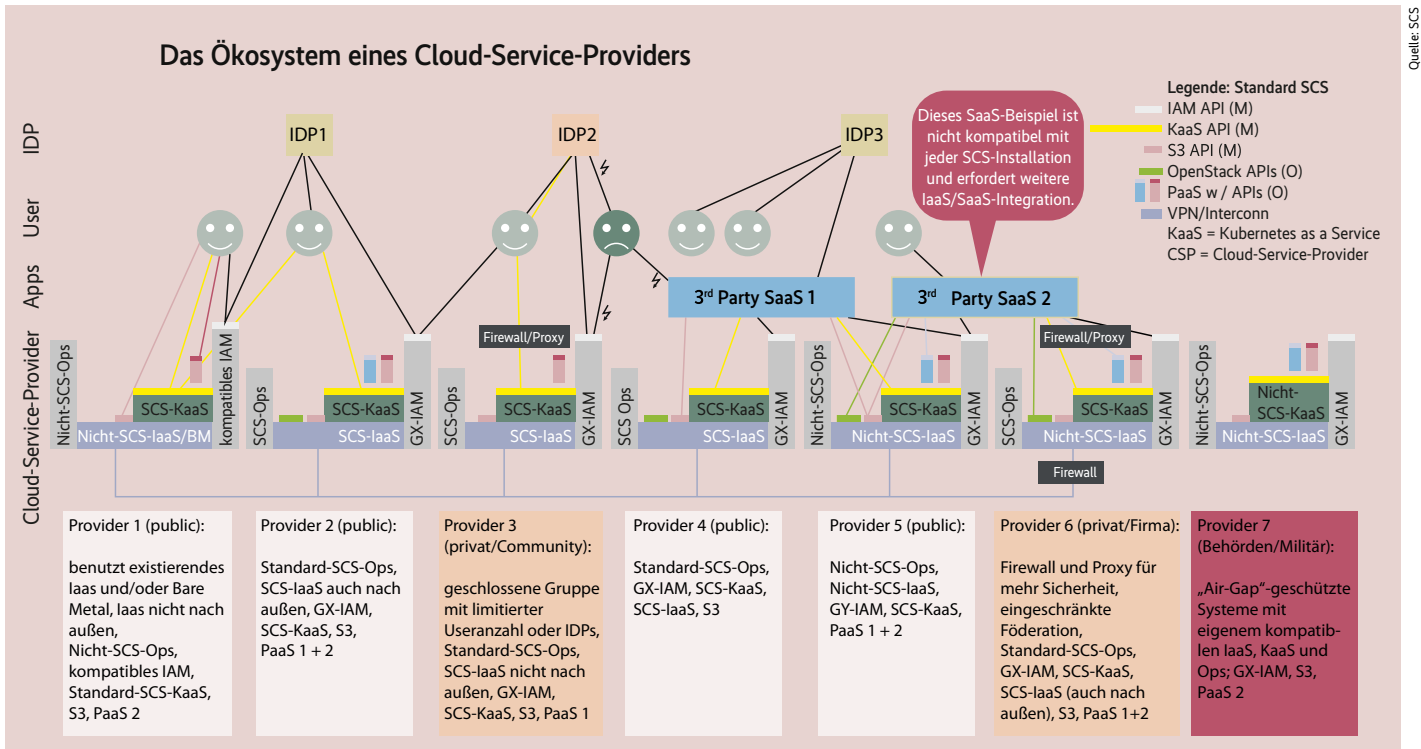 Quelle: SCS
Das Ökosystem eines Cloud-Service-Providers
Legende: Standard SCS
IAM API (M)
KaaS API (M)
S3 API (M)
OpenStack APIs (O)
PaaS w / APIs (O)
VPN/Interconn
KaaS = Kubernetes as a Service
CSP = Cloud-Service-Provider
IDP
IDP1
IDP2
IDP3
Dieses SaaS-Beispiel ist
nicht kompatibel mit
jeder SCS-Installation
und erfordert weitere
IaaS/SaaS-Integration.
User
Apps
3rd Party SaaS 1
3rd Party SaaS 2
Cloud-Service-Provider
Nicht-SCS-Ops
SCS-KaaS
Nicht-SCS-IaaS/BM
kompatibles IAM
SCS-Ops
SCS-KaaS
SCS-IaaS
GX-IAM
Firewall/Proxy
SCS-Ops
SCS-KaaS
SCS-IaaS
GX-IAM
SCS Ops
SCS-KaaS
SCS-IaaS
GX-IAM
Nicht-SCS-Ops
SCS-KaaS
Nicht-SCS-IaaS
GX-IAM
Firewall/Proxy
SCS-Ops
SCS-KaaS
Nicht-SCS-IaaS
GX-IAM
Firewall
Nicht-SCS-Ops
Nicht-
SCS-KaaS
Nicht-SCS-IaaS
GX-IAM
Provider 1 (public):
benutzt existierendes
Iaas und/oder Bare
Metal, Iaas nicht nach
außen,
Nicht-SCS-Ops,
kompatibles IAM,
Standard-SCS-KaaS,
S3, PaaS 2
Provider 2 (public):
Standard-SCS-Ops,
SCS-IaaS auch nach
außen, GX-IAM,
SCS-KaaS, S3,
PaaS 1 + 2
Provider 3
(privat/Community):
geschlossene Gruppe
mit limitierter
Useranzahl oder IDPs,
Standard-SCS-Ops,
SCS-IaaS nicht nach
außen, GX-IAM,
SCS-KaaS, S3, PaaS 1
Provider 4 (public):
Standard-SCS-Ops,
GX-IAM, SCS-KaaS,
SCS-IaaS, S3
Provider 5 (public):
Nicht-SCS-Ops,
Nicht-SCS-IaaS,
GY-IAM, SCS-KaaS,
PaaS 1 + 2
Provider 6 (privat/Firma):
Firewall und Proxy für
mehr Sicherheit,
eingeschränkte
Föderation,
Standard-SCS-Ops,
GX-IAM, SCS-KaaS,
SCS-IaaS (auch nach
außen), S3, PaaS 1+2
Provider 7
(Behörden/Militär):
„Air-Gap“-geschützte
Systeme mit
eigenem kompatib-
len IaaS, KaaS und
Ops; GX-IAM, S3,
PaaS 2